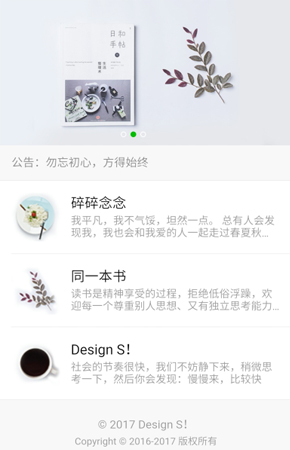 日和
手帖
生活
整理术
公告：勿忘初心，方得始终
碎碎念念
我平凡，我不气馁，坦然一点。 总有人会发
现我，我也会和我爱的人一起走过春夏秋...
同一本书
读书是精神享受的过程，拒绝低俗浮躁，欢
迎每一个尊重别人思想、又有独立思考能力...
Design S!
社会的节奏很快，我们不妨静下来，稍微思
考一下，然后你会发现：慢慢来，比较快
© 2017 Design S!
Copyright © 2016-2017 版权所有